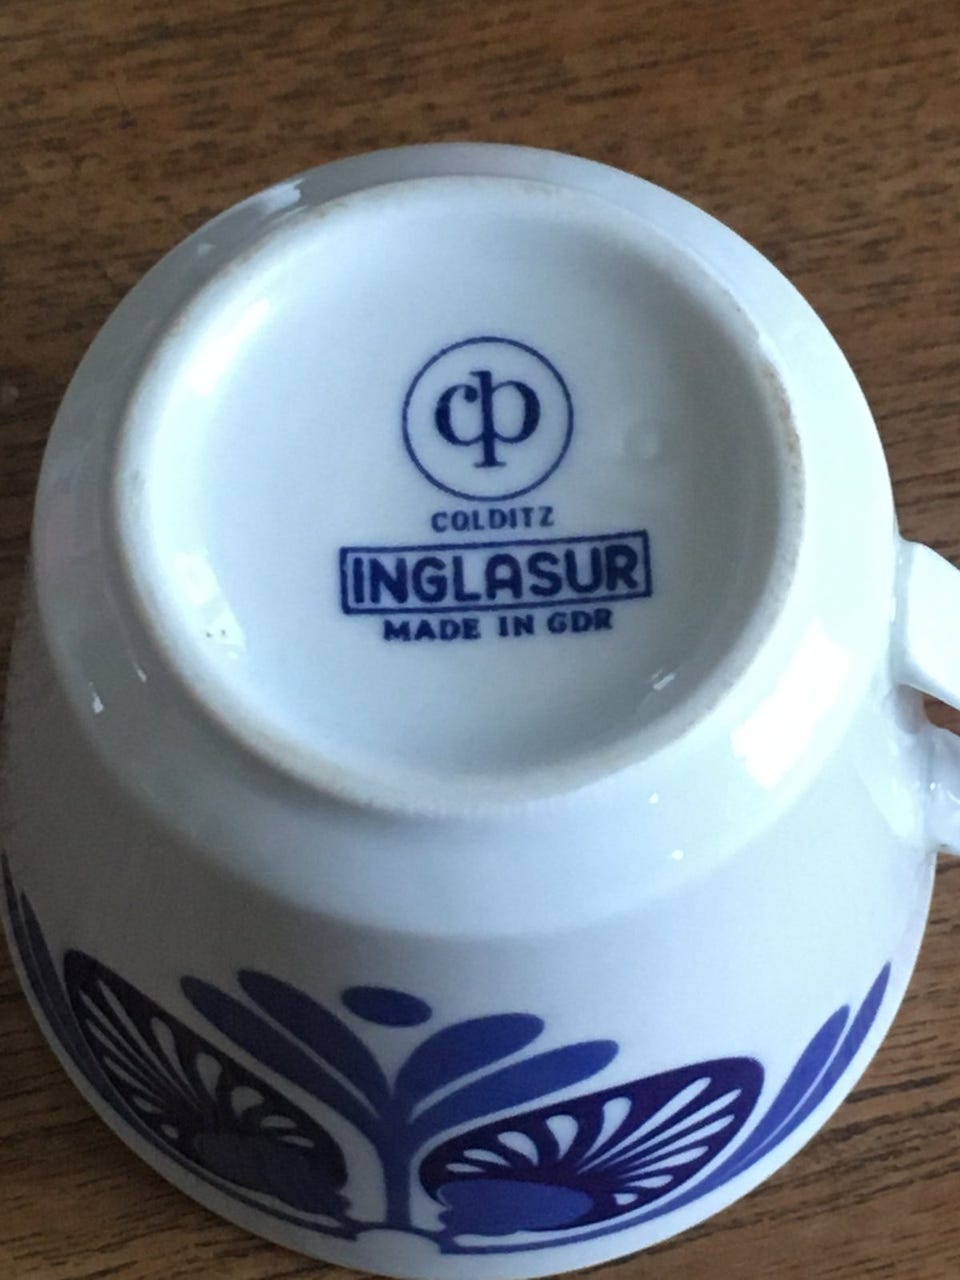 cp
COLDITZ
INGLASUR
MADE IN GDR